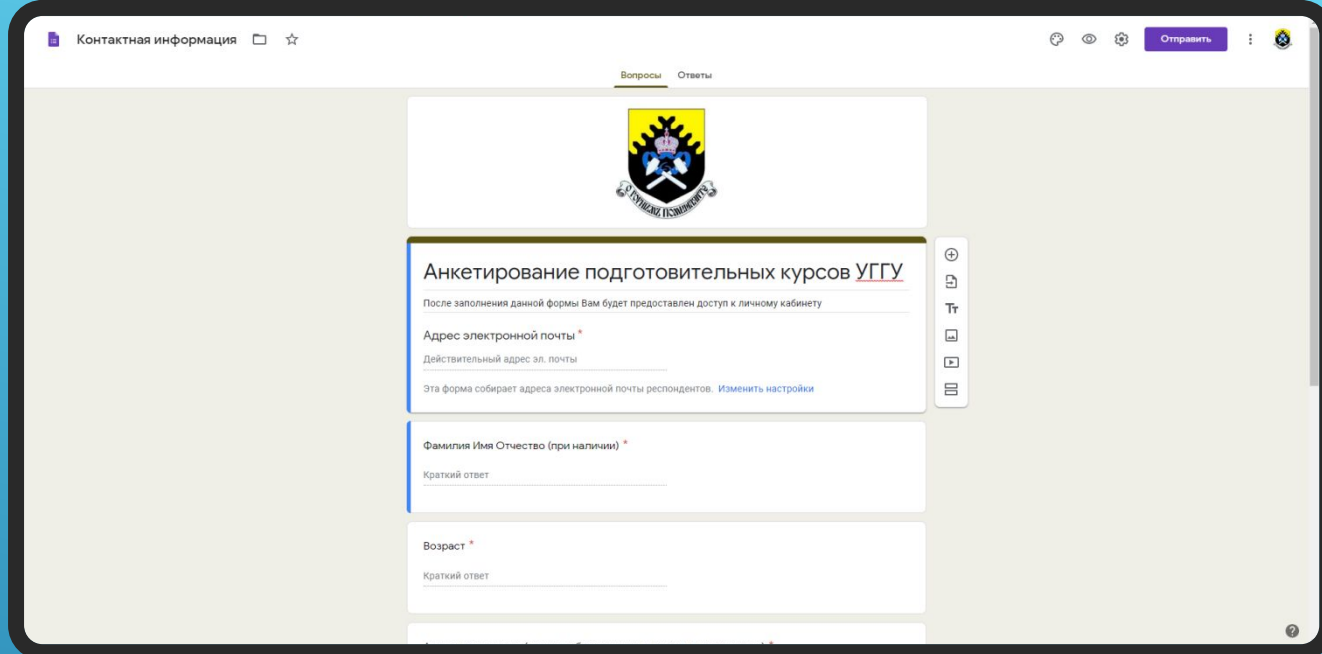 Контактная информация
Отправить
Вопросы Ответы
Анкетирование подготовительных курсов УГГУ
После заполнения данной формы Вам будет предоставлен доступ к личному кабинету
Адрес электронной почты *
Действительный адрес эл. почты
Эта форма собирает адреса электронной почты респондентов. Изменить настройки
Фамилия Имя Отчество (при наличии) *
Краткий ответ
Возраст *
Краткий ответ